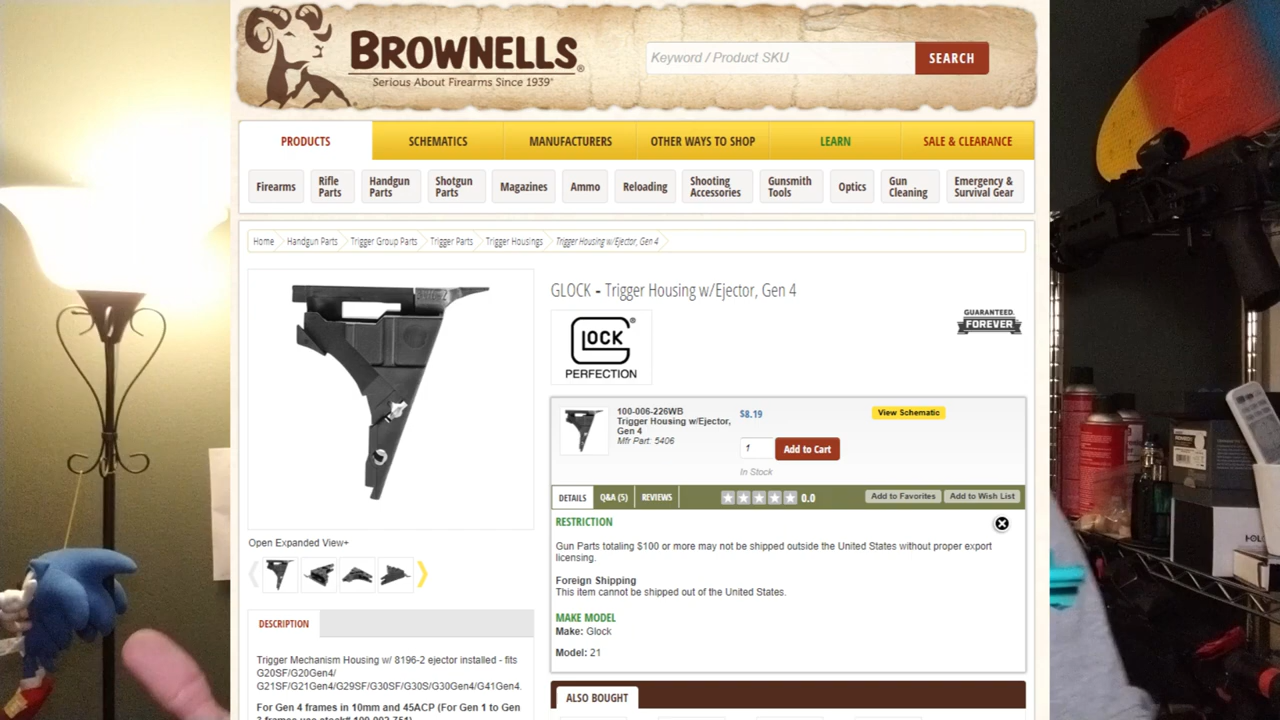 BROWNELLS®
Serious About Firearms Since 1939®
Keyword / Product SKU
SEARCH
PRODUCTS
SCHEMATICS
MANUFACTURERS
OTHER WAYS TO SHOP
LEARN
SALE & CLEARANCE
Firearms
Rifle
Parts
Handgun
Parts
Shotgun
Parts
Magazines
Ammo
Reloading
Shooting
Accessories
Gunsmith
Tools
Optics
Gun
Cleaning
Emergency &
Survival Gear
Home
Handgun Parts
Trigger Group Parts
Trigger Parts
Trigger Housings
Trigger Housing w/Ejector, Gen 4
GLOCK - Trigger Housing w/Ejector, Gen 4
GLOCK®
PERFECTION
GUARANTEED.
FOREVER
100-006-226WB
Trigger Housing w/Ejector,
Gen 4
Mfr Part: 5406
$8.19
1
Add to Cart
In Stock
View Schematic
DETAILS
Q&A (5)
REVIEWS
0.0
Add to Favorites
Add to Wish List
RESTRICTION
Gun Parts totaling $100 or more may not be shipped outside the United States without proper export
licensing.
Foreign Shipping
This item cannot be shipped out of the United States.
MAKE MODEL
Make: Glock
Model: 21
ALSO BOUGHT
Open Expanded View+
DESCRIPTION
Trigger Mechanism Housing w/ 8196-2 ejector installed - fits
G20SF/G20Gen4/
G21SF/G21Gen4/G29SF/G30SF/G30S/G30Gen4/G41Gen4.
For Gen 4 frames in 10mm and 45ACP (For Gen 1 to Gen